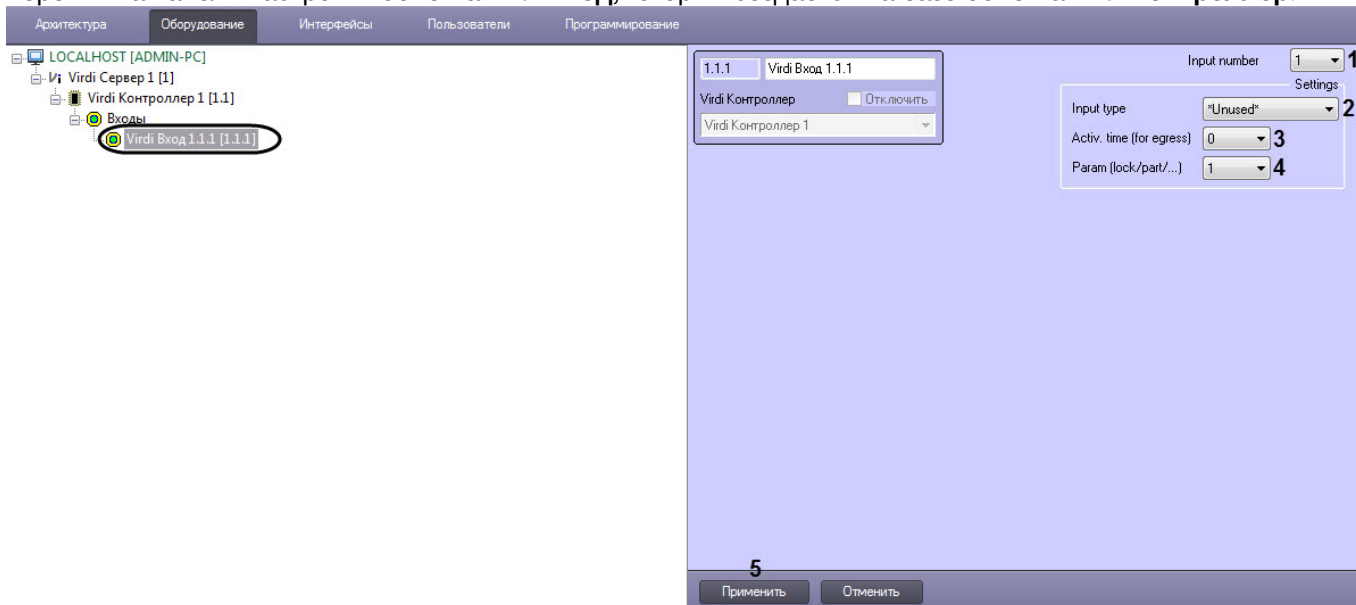 Архитектура Оборудование Интерфейсы Пользователи Программирование
LOCALHOST [ADMIN-PC]
Virdi Сервер 1 [1]
Virdi Контроллер 1 [1.1]
Входы
Virdi Вход 1.1.1 [1.1.1]
1.1.1 Virdi Вход 1.1.1
Virdi Контроллер Отключить
Virdi Контроллер 1
Input number 1 1
Settings
Input type *Unused* 2
Activ. time (for egress) 0 3
Param (lock/part/...) 1 4
5
Применить Отменить